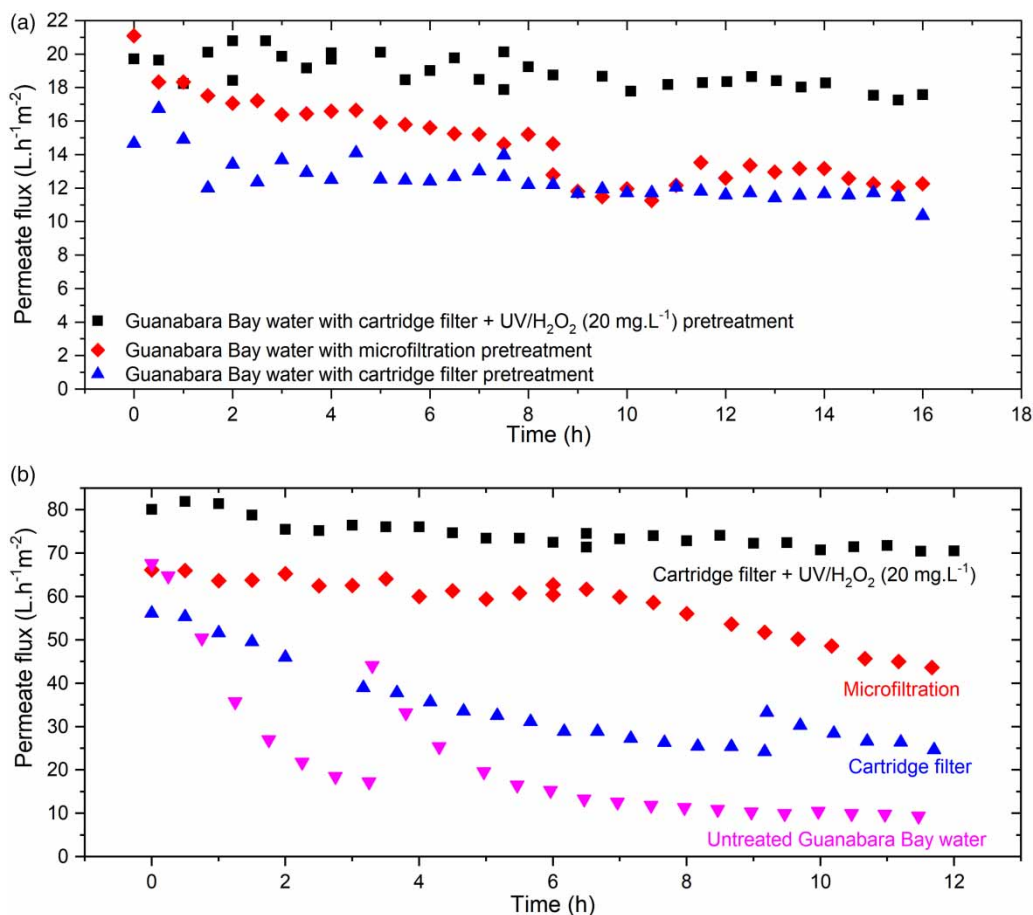 (a)
22
20
18
16
14
12
10
8
6
4
2
0
Permeate flux (L.h⁻¹m⁻²)
Guanabara Bay water with cartridge filter + UV/H₂O₂ (20 mg.L⁻¹) pretreatment
Guanabara Bay water with microfiltration pretreatment
Guanabara Bay water with cartridge filter pretreatment
0 2 4 6 8 10 12 14 16 18
Time (h)
(b)
80
70
60
50
40
30
20
10
0
Permeate flux (L.h⁻¹m⁻²)
Cartridge filter + UV/H₂O₂ (20 mg.L⁻¹)
Microfiltration
Cartridge filter
Untreated Guanabara Bay water
0 2 4 6 8 10 12
Time (h)